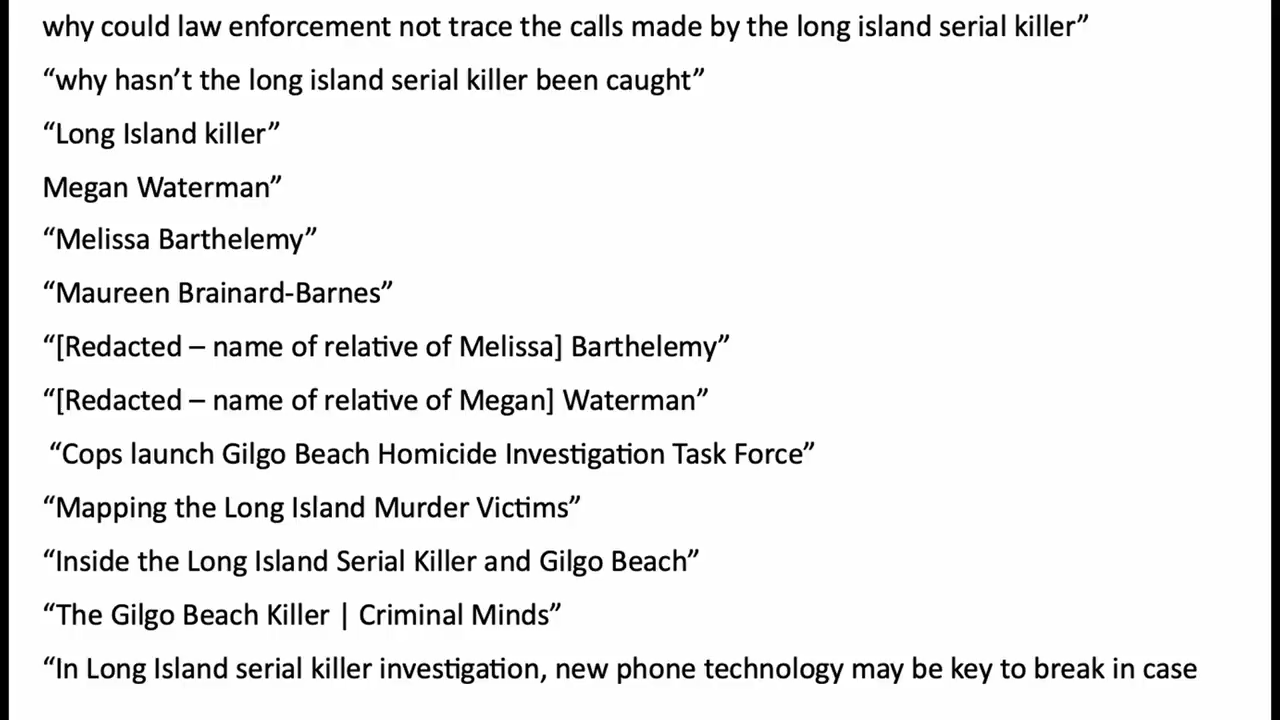 why could law enforcement not trace the calls made by the long island serial killer”
“why hasn’t the long island serial killer been caught”
“Long Island killer”
Megan Waterman”
“Melissa Barthelemy”
“Maureen Brainard-Barnes”
“[Redacted – name of relative of Melissa] Barthelemy”
“[Redacted – name of relative of Megan] Waterman”
“Cops launch Gilgo Beach Homicide Investigation Task Force”
“Mapping the Long Island Murder Victims”
“Inside the Long Island Serial Killer and Gilgo Beach”
“The Gilgo Beach Killer | Criminal Minds”
“In Long Island serial killer investigation, new phone technology may be key to break in case